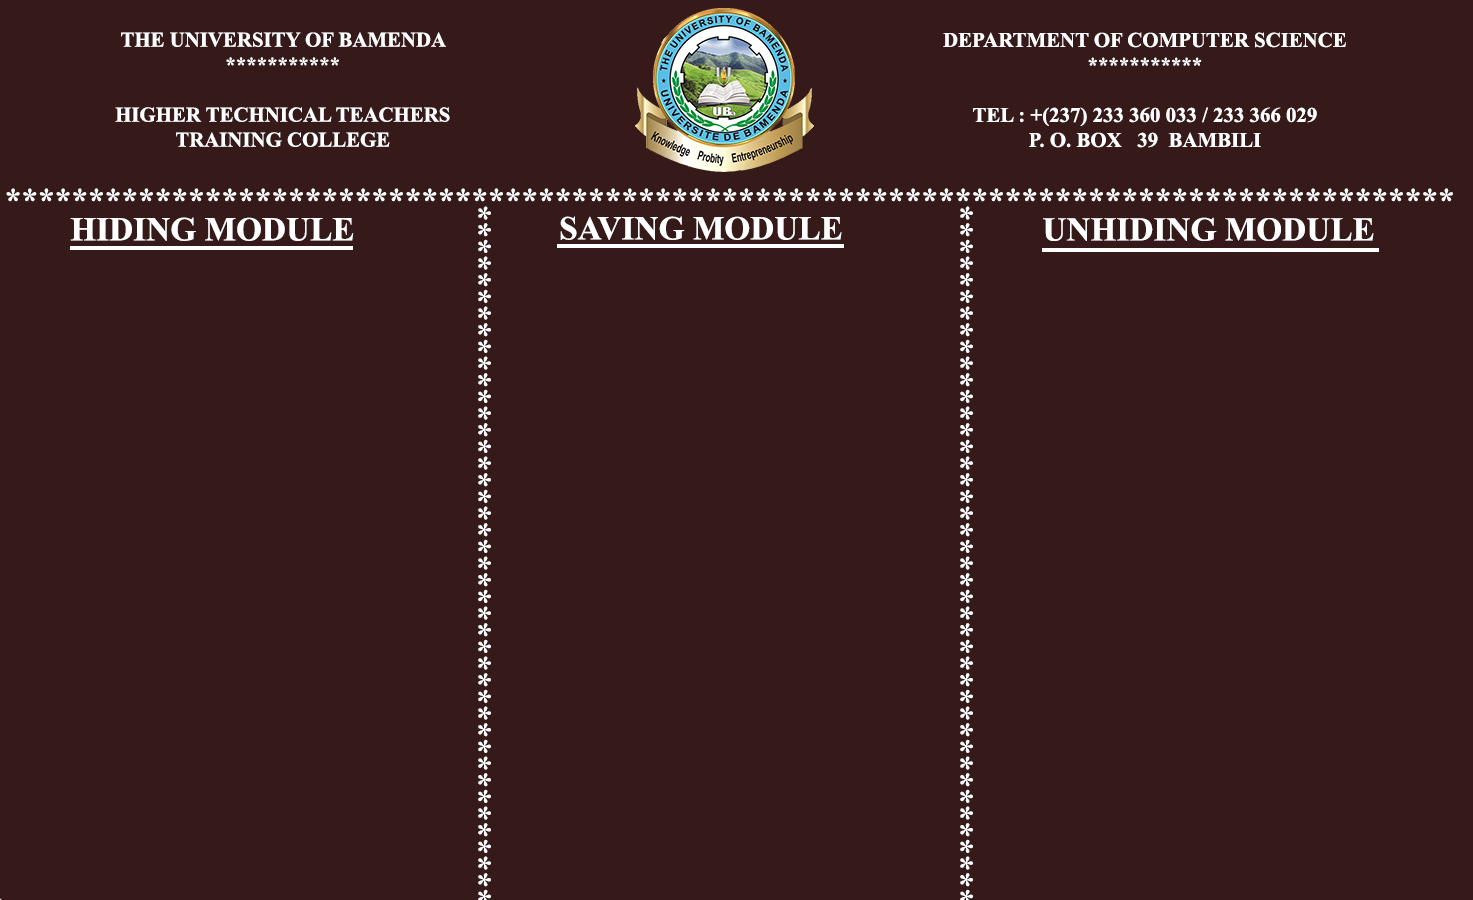 THE UNIVERSITY OF BAMENDA
***********
HIGHER TECHNICAL TEACHERS
TRAINING COLLEGE
THE UNIVERSITY OF BAMENDA
UB
UNIVERSITE DE BAMENDA
Knowledge Probity Entrepreneurship
DEPARTMENT OF COMPUTER SCIENCE
***********
TEL : +(237) 233 360 033 / 233 366 029
P. O. BOX 39 BAMBILI
HIDING MODULE
SAVING MODULE
UNHIDING MODULE